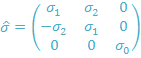 σ̂ = ( σ₁ σ₂ 0
−σ₂ σ₁ 0
0 0 σ₀ )